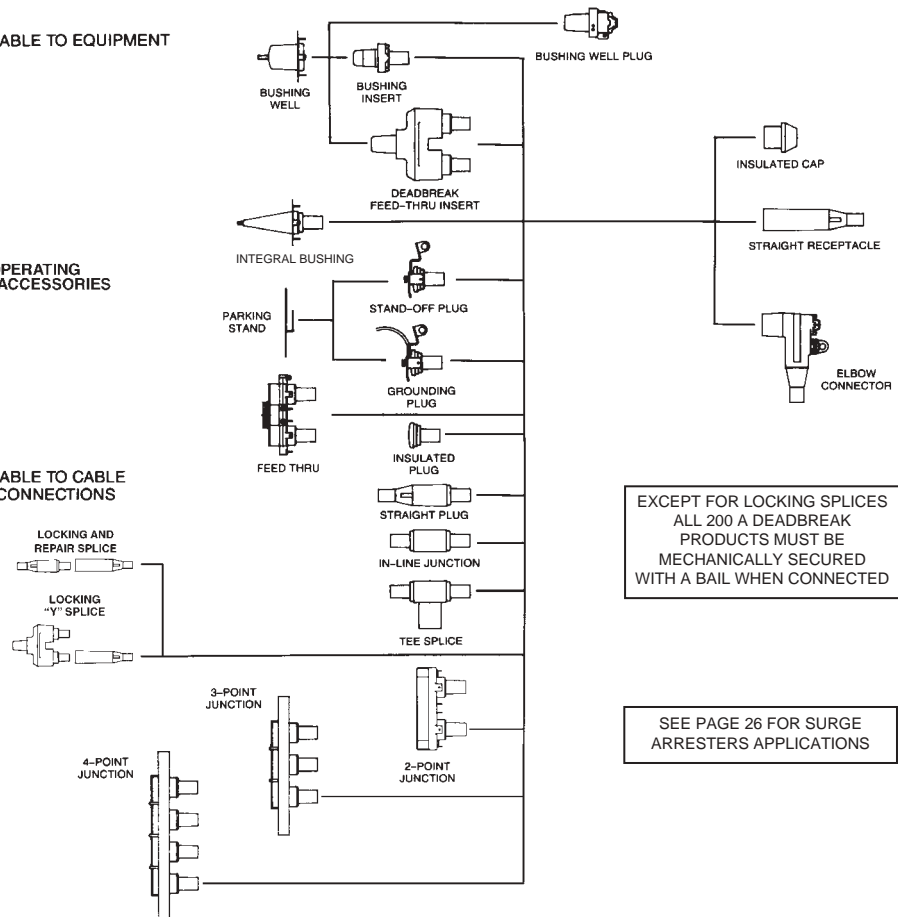 ABLE TO EQUIPMENT
BUSHING WELL PLUG
BUSHING
WELL
BUSHING
INSERT
DEADBREAK
FEED-THRU INSERT
INSULATED CAP
STRAIGHT RECEPTACLE
INTEGRAL BUSHING
PERATING
ACCESSORIES
PARKING
STAND
STAND-OFF PLUG
GROUNDING
PLUG
ELBOW
CONNECTOR
FEED THRU
INSULATED
PLUG
ABLE TO CABLE
CONNECTIONS
STRAIGHT PLUG
LOCKING AND
REPAIR SPLICE
IN-LINE JUNCTION
LOCKING
"Y" SPLICE
TEE SPLICE
EXCEPT FOR LOCKING SPLICES
ALL 200 A DEADBREAK
PRODUCTS MUST BE
MECHANICALLY SECURED
WITH A BAIL WHEN CONNECTED
3-POINT
JUNCTION
2-POINT
JUNCTION
4-POINT
JUNCTION
SEE PAGE 26 FOR SURGE
ARRESTERS APPLICATIONS